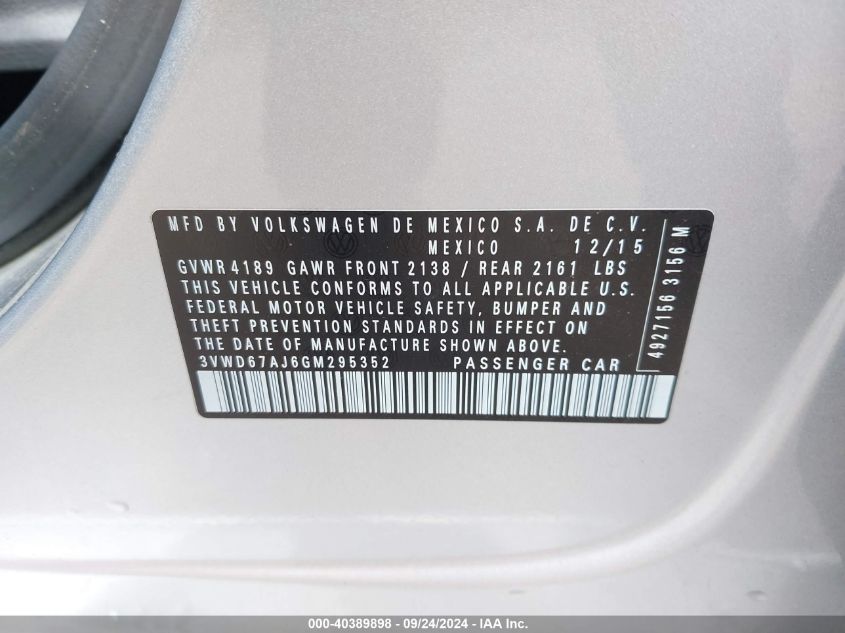 MFD BY VOLKSWAGEN DE MEXICO S.A. DE C.V.
MEXICO 12/15
GVWR 4189 GAWR FRONT 2138 / REAR 2161 LBS
THIS VEHICLE CONFORMS TO ALL APPLICABLE U.S.
FEDERAL MOTOR VEHICLE SAFETY, BUMPER AND
THEFT PREVENTION STANDARDS IN EFFECT ON
THE DATE OF MANUFACTURE SHOWN ABOVE.
3VWD67AJ6GM295352 PASSENGER CAR
4927156 3156 M
000-40389898 - 09/24/2024 - IAA Inc.